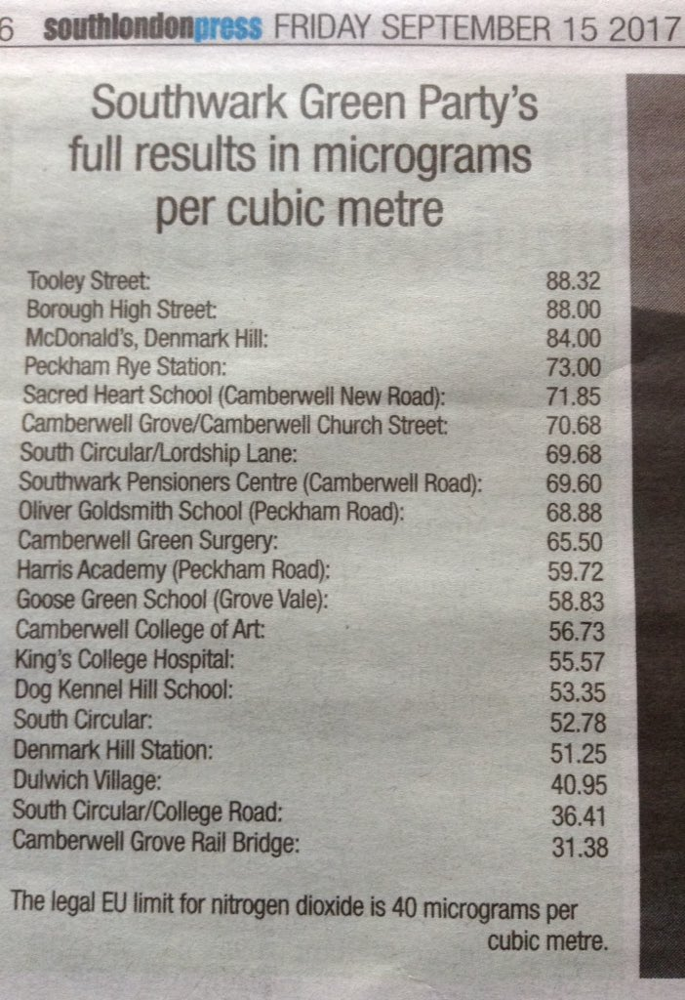 6 southlondonpress FRIDAY SEPTEMBER 15 2017
Southwark Green Party's
full results in micrograms
per cubic metre
Tooley Street: 88.32
Borough High Street: 88.00
McDonald's, Denmark Hill: 84.00
Peckham Rye Station: 73.00
Sacred Heart School (Camberwell New Road): 71.85
Camberwell Grove/Camberwell Church Street: 70.68
South Circular/Lordship Lane: 69.68
Southwark Pensioners Centre (Camberwell Road): 69.60
Oliver Goldsmith School (Peckham Road): 68.88
Camberwell Green Surgery: 65.50
Harris Academy (Peckham Road): 59.72
Goose Green School (Grove Vale): 58.83
Camberwell College of Art: 56.73
King's College Hospital: 55.57
Dog Kennel Hill School: 53.35
South Circular: 52.78
Denmark Hill Station: 51.25
Dulwich Village: 40.95
South Circular/College Road: 36.41
Camberwell Grove Rail Bridge: 31.38
The legal EU limit for nitrogen dioxide is 40 micrograms per
cubic metre.